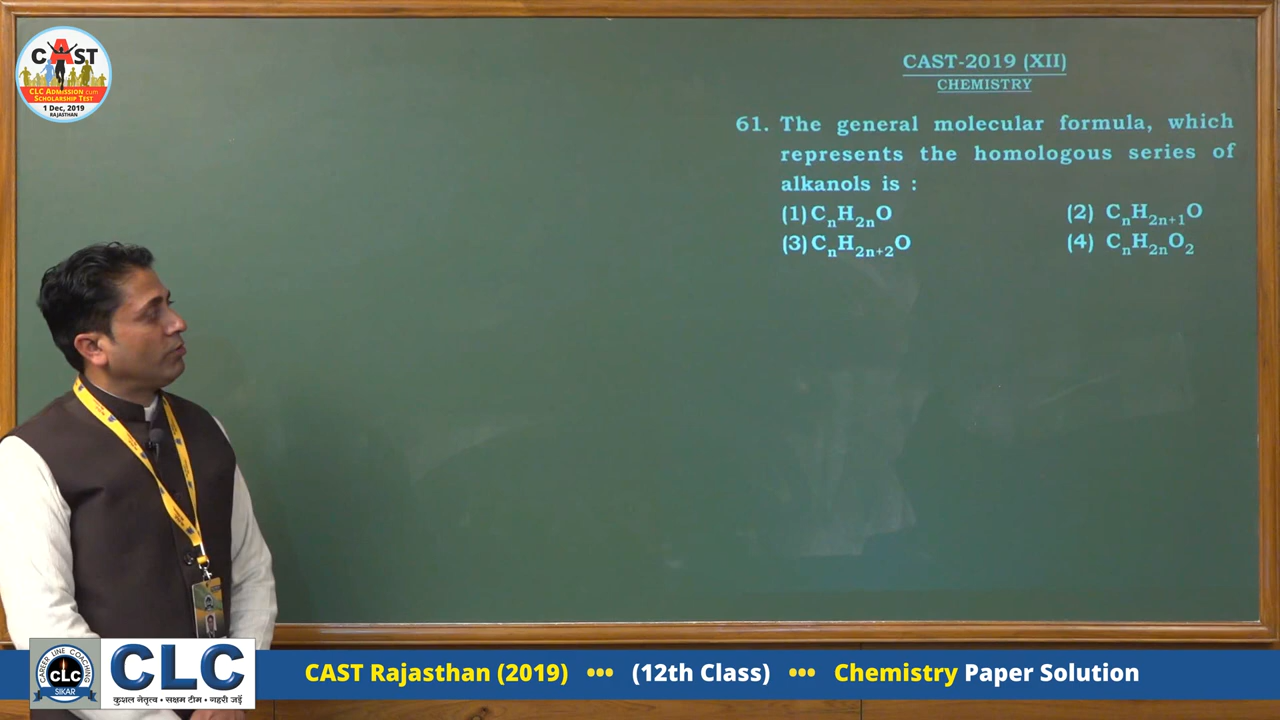 CAST
CLC ADMISSION cum
SCHOLARSHIP TEST
1 Dec, 2019
RAJASTHAN
CAST-2019 (XII)
CHEMISTRY
61. The general molecular formula, which
represents the homologous series of
alkanols is :
(1) CₙH₂ₙO (2) CₙH₂ₙ₊₁O
(3) CₙH₂ₙ₊₂O (4) CₙH₂ₙO₂
CAREER LINE COACHING
CLC
SIKAR
CLC
कुशल नेतृत्व • सक्षम टीम • गहरी जड़ें
CAST Rajasthan (2019) ••• (12th Class) ••• Chemistry Paper Solution